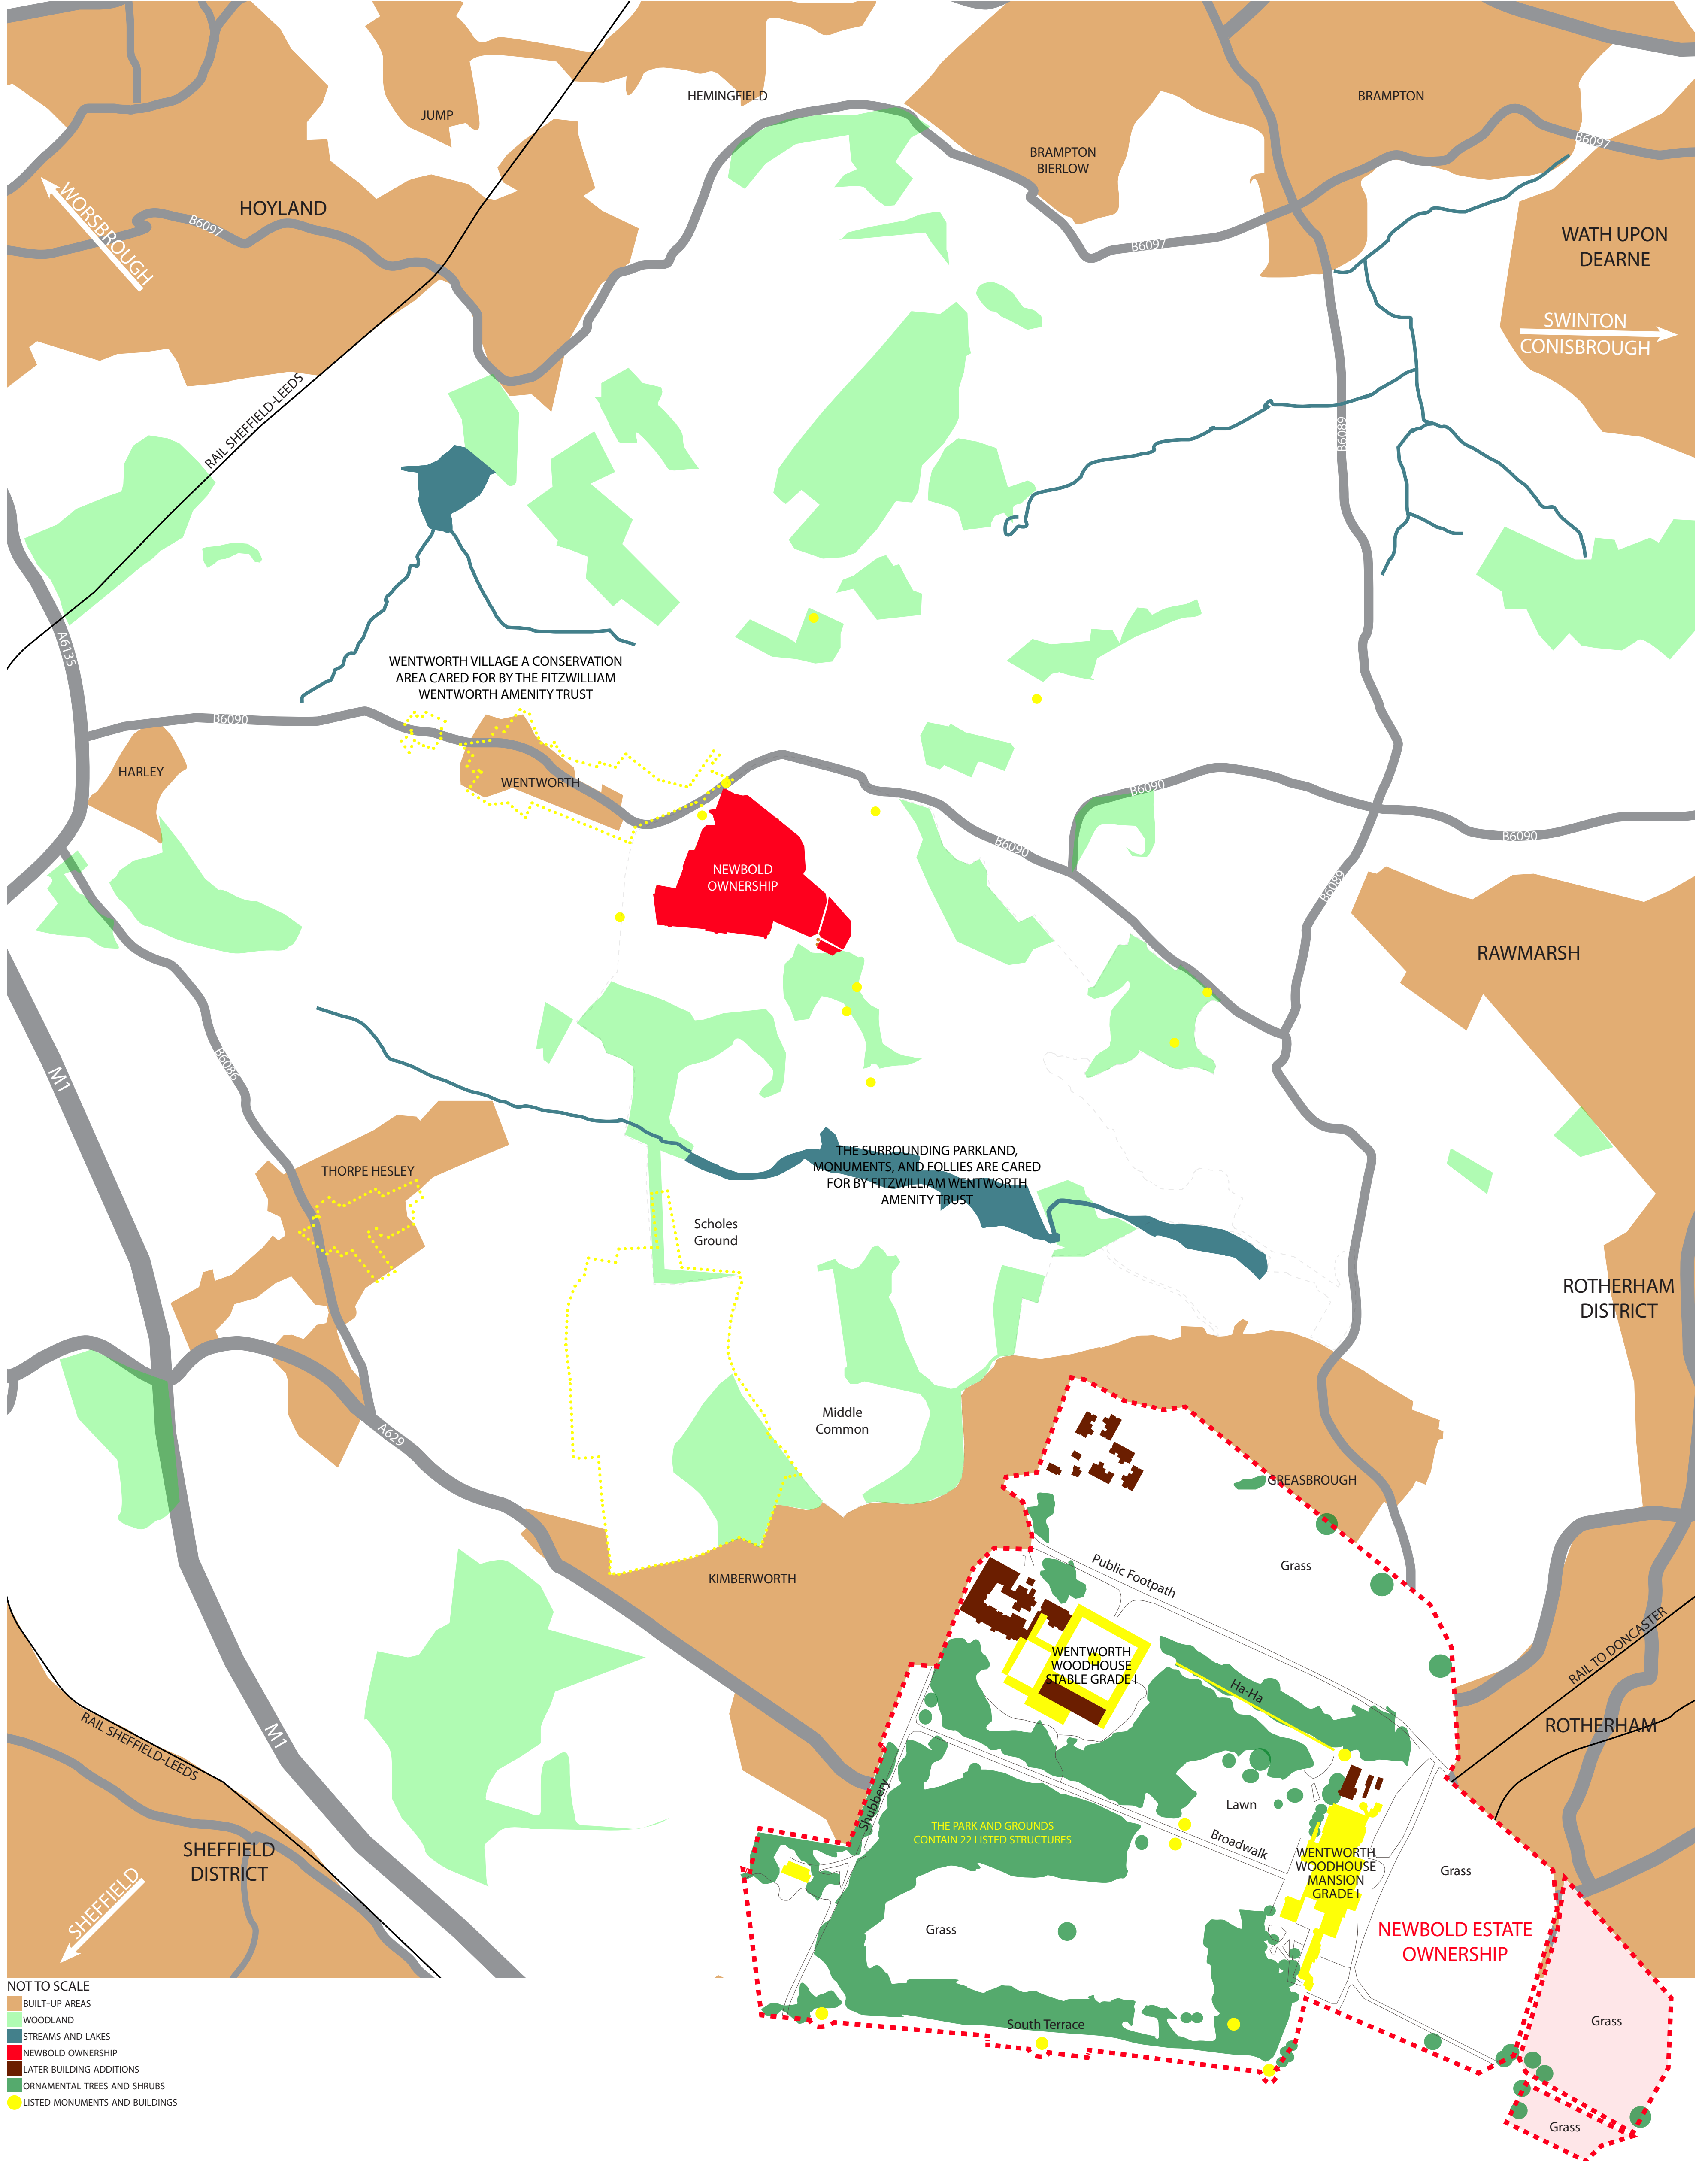 JUMP
HEMINGFIELD
BRAMPTON
B6097
BRAMPTON
BIERLOW
WORSBROUGH
HOYLAND
B6097
B6097
WATH UPON
DEARNE
SWINTON
CONISBROUGH
RAIL SHEFFIELD-LEEDS
B6089
A6135
WENTWORTH VILLAGE A CONSERVATION
AREA CARED FOR BY THE FITZWILLIAM
WENTWORTH AMENITY TRUST
B6090
HARLEY
WENTWORTH
B6090
B6090
B6090
NEWBOLD
OWNERSHIP
B6089
RAWMARSH
M1
B6086
THORPE HESLEY
THE SURROUNDING PARKLAND,
MONUMENTS, AND FOLLIES ARE CARED
FOR BY FITZWILLIAM WENTWORTH
AMENITY TRUST
Scholes
Ground
ROTHERHAM
DISTRICT
Middle
Common
A629
GREASBROUGH
KIMBERWORTH
Public Footpath
Grass
WENTWORTH
WOODHOUSE
STABLE GRADE I
Ha-Ha
RAIL TO DONCASTER
ROTHERHAM
RAIL SHEFFIELD-LEEDS
M1
Shubbery
Lawn
THE PARK AND GROUNDS
CONTAIN 22 LISTED STRUCTURES
Broadwalk
WENTWORTH
WOODHOUSE
MANSION
GRADE I
Grass
SHEFFIELD
DISTRICT
SHEFFIELD
Grass
NEWBOLD ESTATE
OWNERSHIP
South Terrace
Grass
Grass
NOT TO SCALE
BUILT-UP AREAS
WOODLAND
STREAMS AND LAKES
NEWBOLD OWNERSHIP
LATER BUILDING ADDITIONS
ORNAMENTAL TREES AND SHRUBS
LISTED MONUMENTS AND BUILDINGS